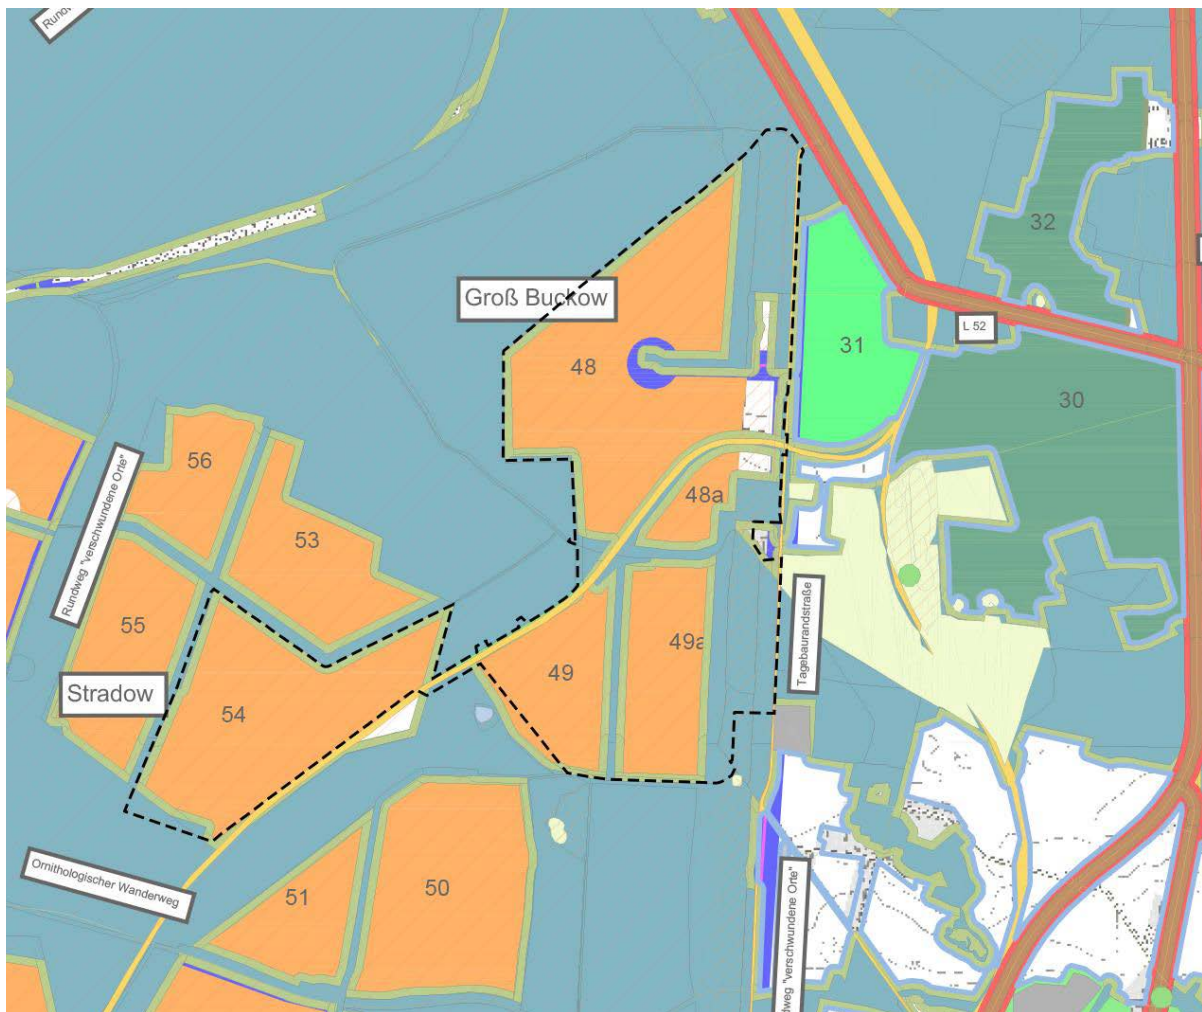 Rund
32
Groß Buckow
L 52
31
48
30
56
48a
Rundweg "verschwundene Orte"
53
55
Tagebaurandstraße
49a
49
Stradow
54
Ornithologischer Wanderweg
50
51
dweg "verschwundene Orte"